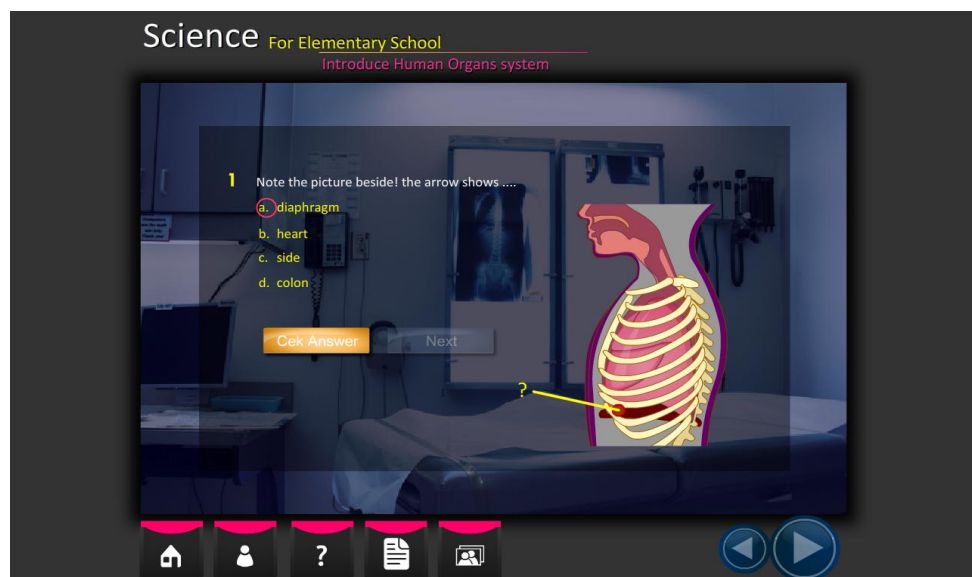 Science For Elementary School
Introduce Human Organs system
1 Note the picture beside! the arrow shows ....
a. diaphragm
b. heart
c. side
d. colon
Cek Answer
Next
?
?